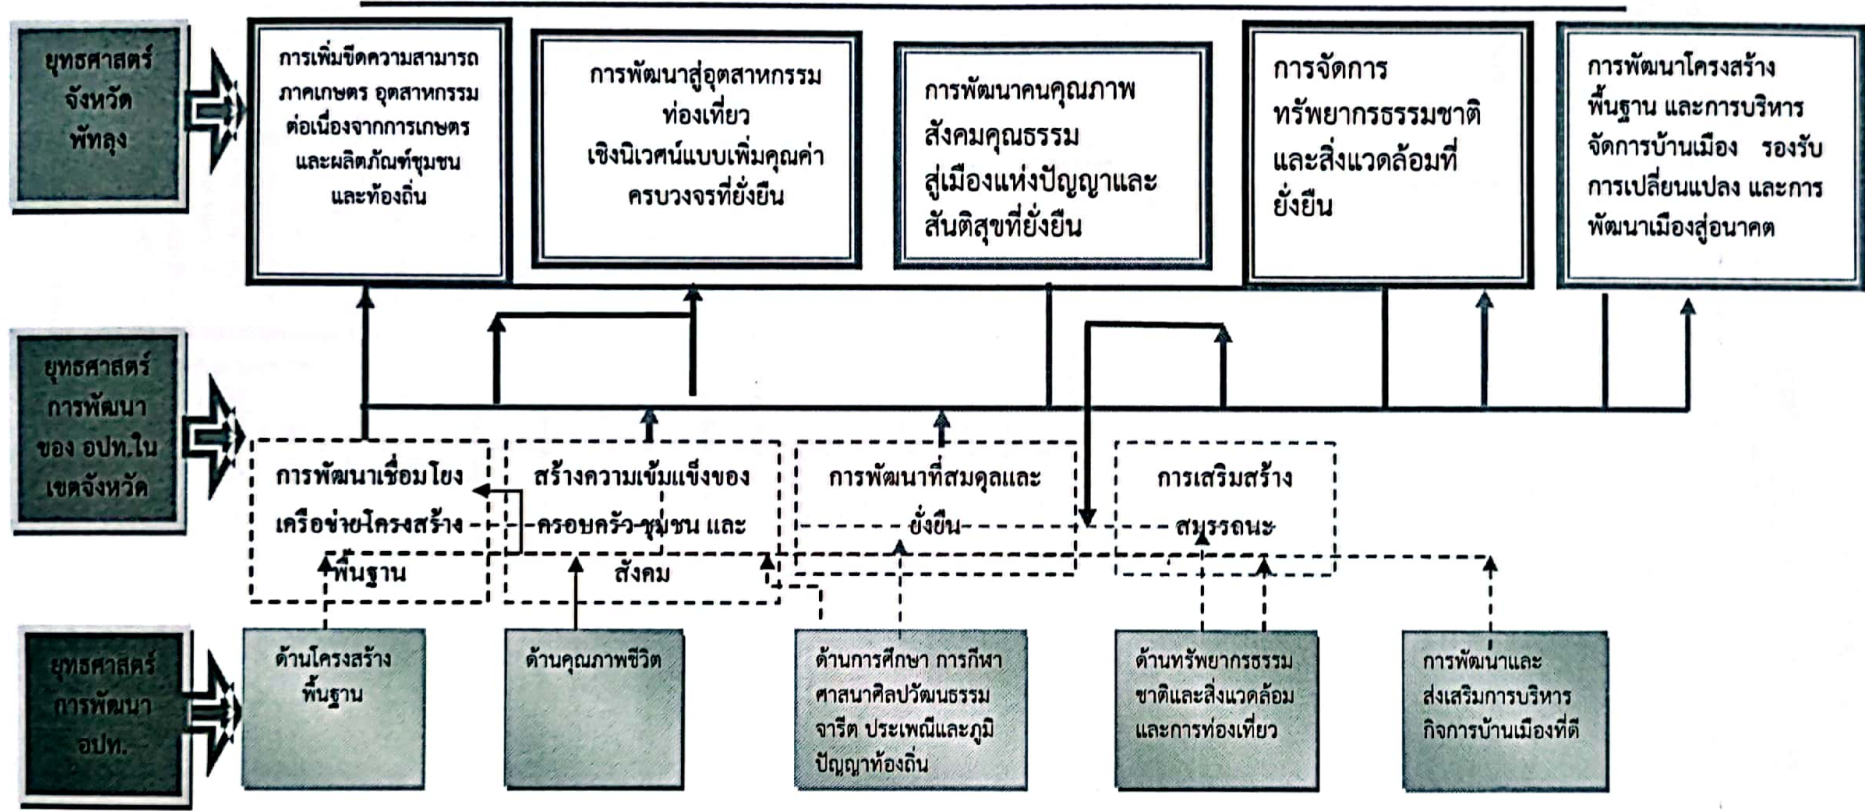 ยุทธศาสตร์
จังหวัด
พัทลุง
การเพิ่มขีดความสามารถ
ภาคเกษตร อุตสาหกรรม
ต่อเนื่องจากการเกษตร
และผลิตภัณฑ์ชุมชน
และท้องถิ่น
การพัฒนาสู่อุตสาหกรรม
ท่องเที่ยว
เชิงนิเวศน์แบบเพิ่มคุณค่า
ครบวงจรที่ยั่งยืน
การพัฒนาคนคุณภาพ
สังคมคุณธรรม
สู่เมืองแห่งปัญญาและ
สันติสุขที่ยั่งยืน
การจัดการ
ทรัพยากรธรรมชาติ
และสิ่งแวดล้อมที่
ยั่งยืน
การพัฒนาโครงสร้าง
พื้นฐาน และการบริหาร
จัดการบ้านเมือง รองรับ
การเปลี่ยนแปลง และการ
พัฒนาเมืองสู่อนาคต
ยุทธศาสตร์
การพัฒนา
ของ อปท.ใน
เขตจังหวัด
การพัฒนาเชื่อมโยง
เครือข่ายโครงสร้าง
พื้นฐาน
สร้างความเข้มแข็งของ
ครอบครัว ชุมชน และ
สังคม
การพัฒนาที่สมดุลและ
ยั่งยืน
การเสริมสร้าง
สมรรถนะ
ยุทธศาสตร์
การพัฒนา
อปท.
ด้านโครงสร้าง
พื้นฐาน
ด้านคุณภาพชีวิต
ด้านการศึกษา การกีฬา
ศาสนาศิลปวัฒนธรรม
จารีต ประเพณีและภูมิ
ปัญญาท้องถิ่น
ด้านทรัพยากรธรรม
ชาติและสิ่งแวดล้อม
และการท่องเที่ยว
การพัฒนาและ
ส่งเสริมการบริหาร
กิจการบ้านเมืองที่ดี